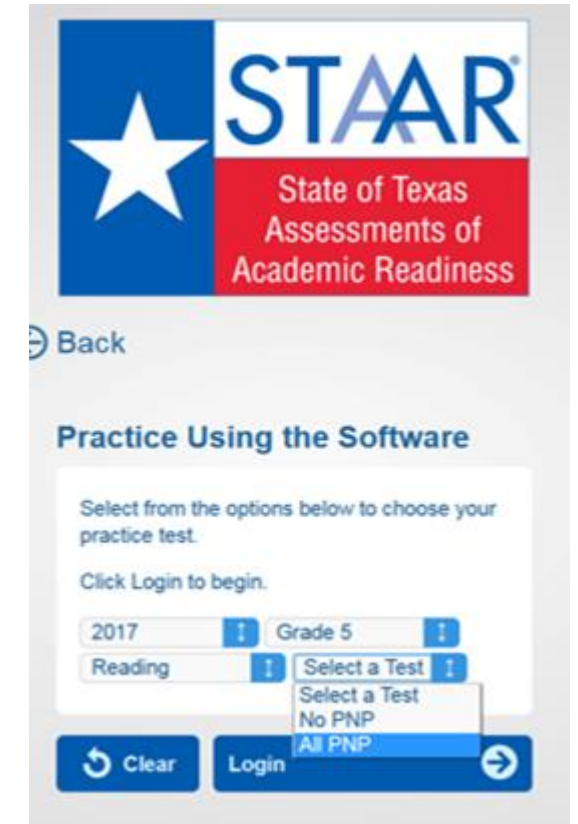 STAAR®
State of Texas
Assessments of
Academic Readiness
Back
Practice Using the Software
Select from the options below to choose your
practice test.
Click Login to begin.
2017 Grade 5
Reading Select a Test
Select a Test
No PNP
All PNP
Clear Login